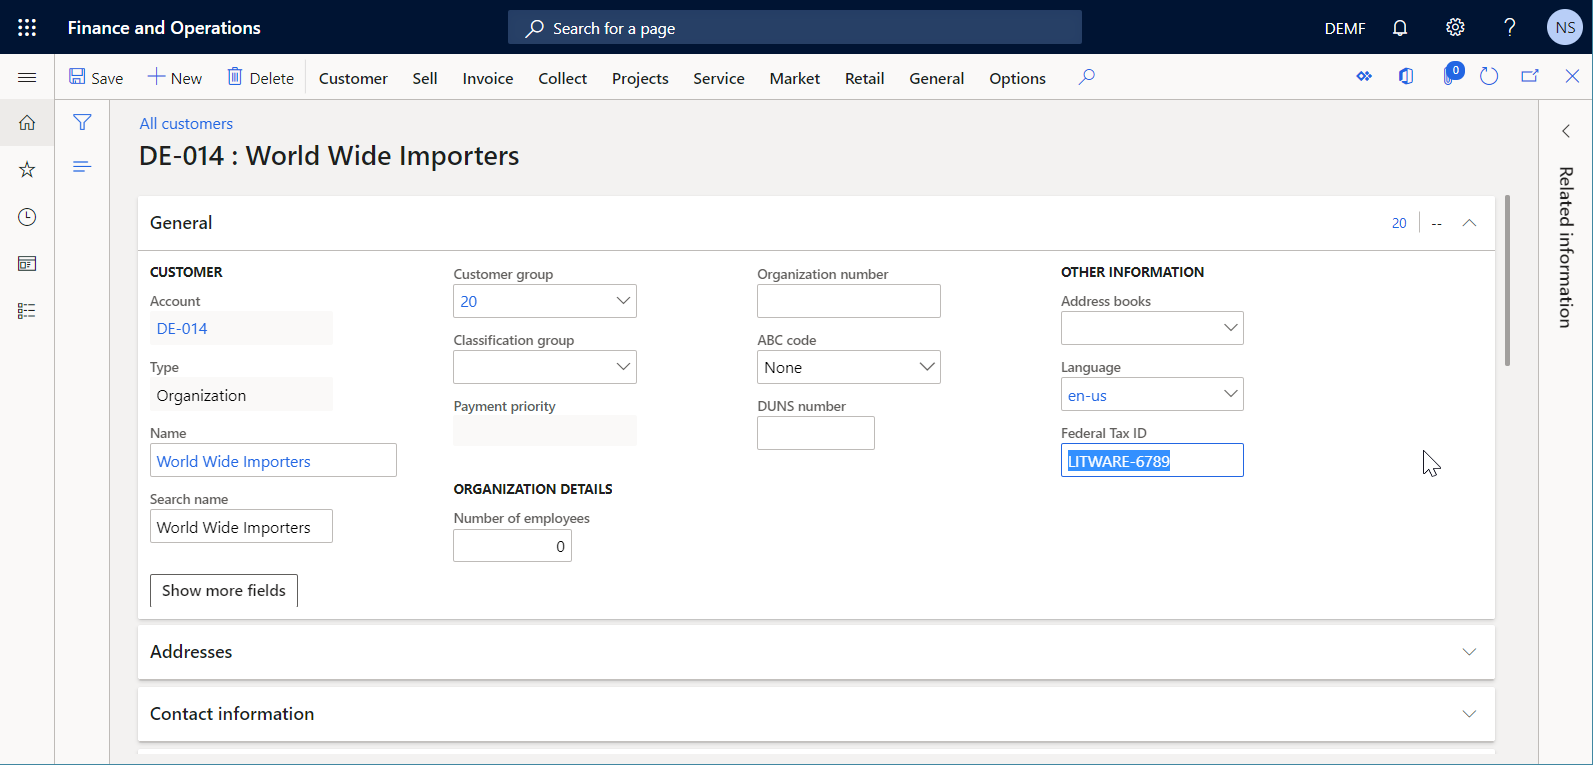 Finance and Operations
Search for a page
DEMF
NS
Save
New
Delete
Customer
Sell
Invoice
Collect
Projects
Service
Market
Retail
General
Options
0
All customers
DE-014 : World Wide Importers
General
20
--
CUSTOMER
Account
DE-014
Type
Organization
Name
World Wide Importers
Search name
World Wide Importers
Show more fields
Customer group
20
Classification group
Payment priority
ORGANIZATION DETAILS
Number of employees
0
Organization number
ABC code
None
DUNS number
OTHER INFORMATION
Address books
Language
en-us
Federal Tax ID
LITWARE-6789
Addresses
Contact information
Related information